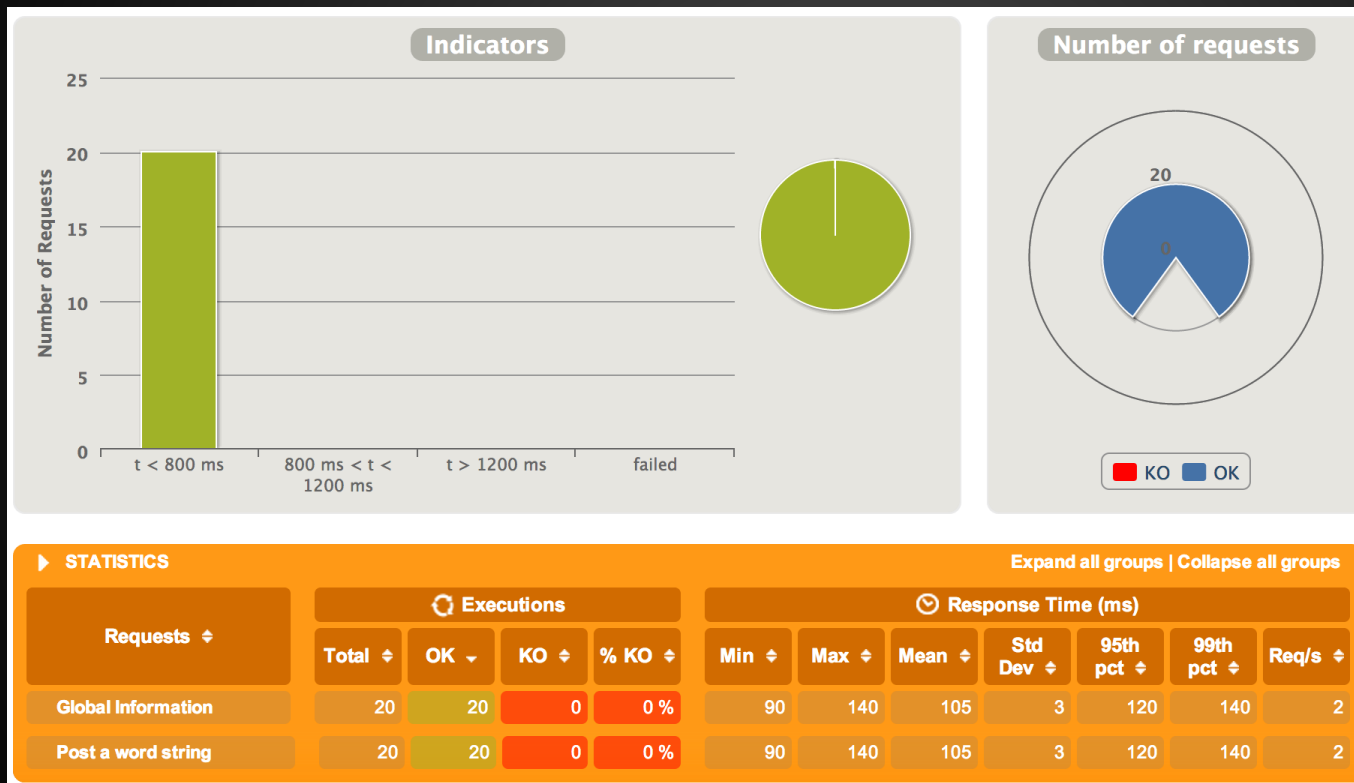 Indicators
Number of requests
Number of Requests
25
20
15
10
5
0
t < 800 ms
800 ms < t <
1200 ms
t > 1200 ms
failed
20
0
KO OK
STATISTICS
Expand all groups | Collapse all groups
Requests
Executions
Response Time (ms)
Total OK KO % KO Min Max Mean Std Dev 95th pct 99th pct Req/s
Global Information 20 20 0 0 % 90 140 105 3 120 140 2
Post a word string 20 20 0 0 % 90 140 105 3 120 140 2